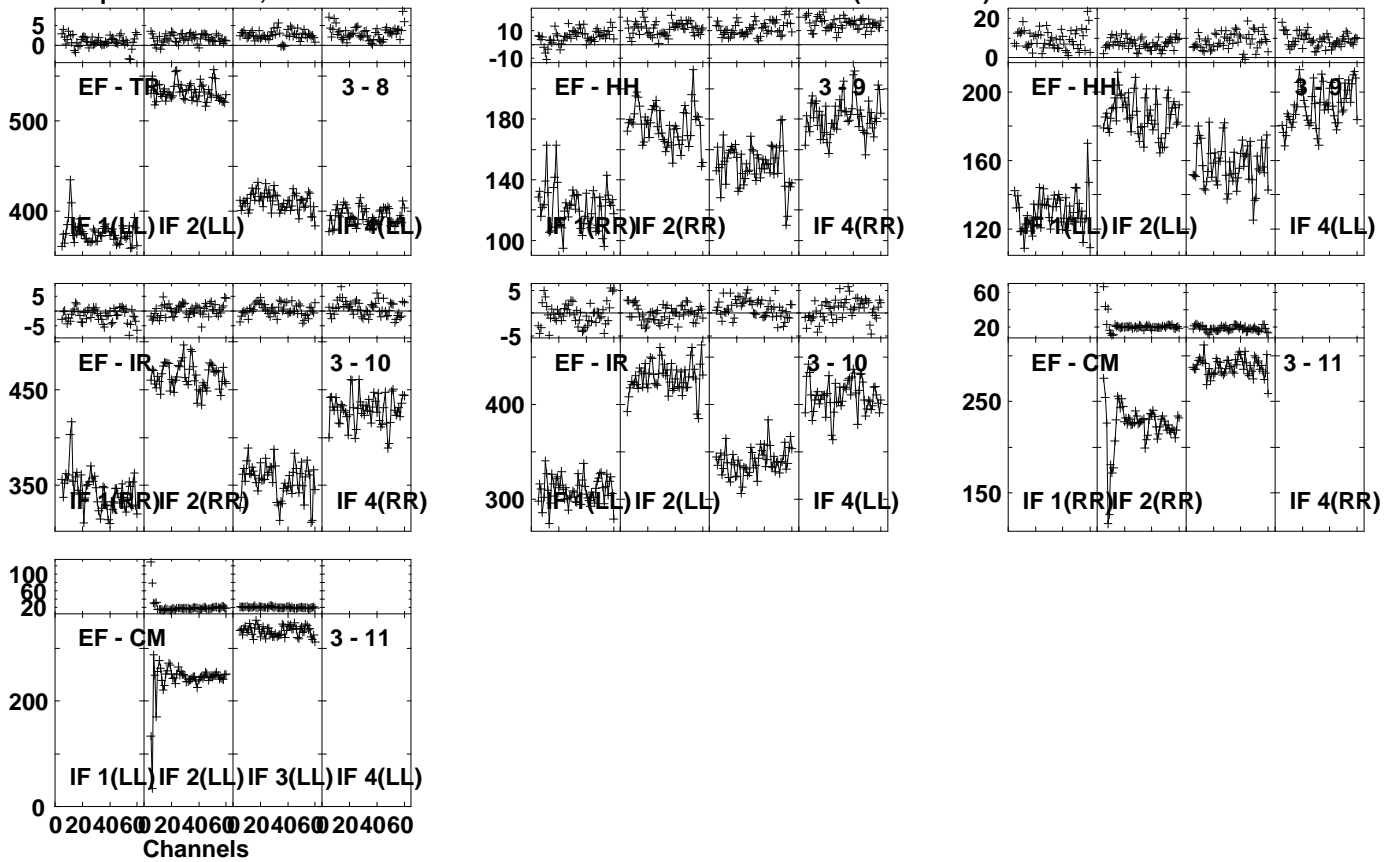 5
0
EF - TR
3 - 8
500
400
IF 1(LL)
IF 2(LL)
IF 4(LL)
10
-10
EF - HH
3 - 9
180
140
100
IF 1(RR)
IF 2(RR)
IF 4(RR)
20
0
EF - HH
3 - 9
200
160
120
IF 1(LL)
IF 2(LL)
IF 4(LL)
5
-5
EF - IR
3 - 10
450
350
IF 1(RR)
IF 2(RR)
IF 4(RR)
5
-5
EF - IR
3 - 10
400
300
IF 1(LL)
IF 2(LL)
IF 4(LL)
60
20
EF - CM
3 - 11
250
150
IF 1(RR)
IF 2(RR)
IF 4(RR)
100
60
20
EF - CM
3 - 11
200
0
IF 1(LL)
IF 2(LL)
IF 3(LL)
IF 4(LL)
0 20 40 60 0 20 40 60 0 20 40 60 0 20 40 60
Channels